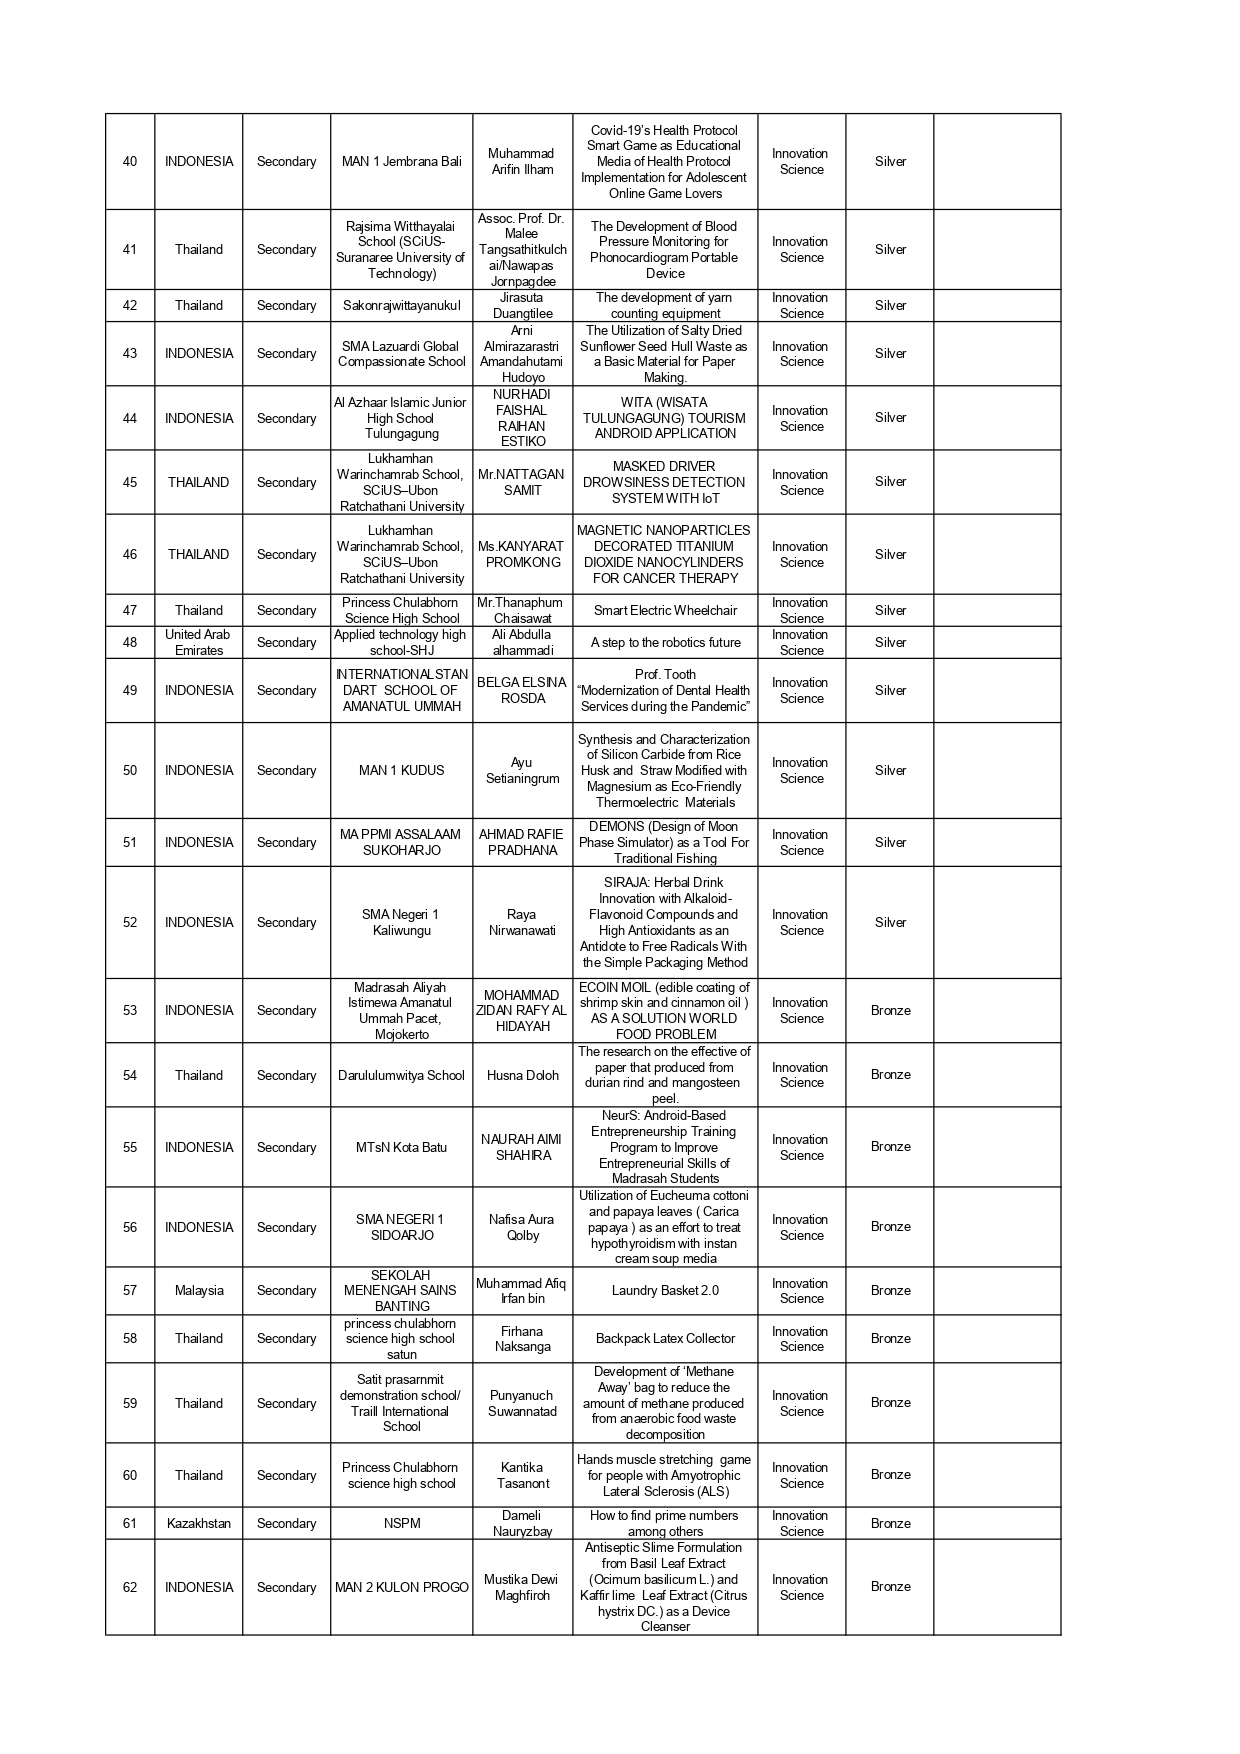 40
INDONESIA
Secondary
MAN 1 Jembrana Bali
Muhammad
Arifin Ilham
Covid-19's Health Protocol
Smart Game as Educational
Media of Health Protocol
Implementation for Adolescent
Online Game Lovers
Innovation
Science
Silver
41
Thailand
Secondary
Rajsima Witthayalai
School (SCiUS-
Suranaree University of
Technology)
Assoc. Prof. Dr.
Malee
Tangsathitkulch
ai/Nawapas
Jornpagdee
The Development of Blood
Pressure Monitoring for
Phonocardiogram Portable
Device
Innovation
Science
Silver
42
Thailand
Secondary
Sakonrajwittayanukul
Jirasuta
Duangtilee
The development of yarn
counting equipment
Innovation
Science
Silver
43
INDONESIA
Secondary
SMA Lazuardi Global
Compassionate School
Arni
Almirazarastri
Amandahutami
Hudoyo
The Utilization of Salty Dried
Sunflower Seed Hull Waste as
a Basic Material for Paper
Making.
Innovation
Science
Silver
44
INDONESIA
Secondary
Al Azhaar Islamic Junior
High School
Tulungagung
NURHADI
FAISHAL
RAIHAN
ESTIKO
WITA (WISATA
TULUNGAGUNG) TOURISM
ANDROID APPLICATION
Innovation
Science
Silver
45
THAILAND
Secondary
Lukhamhan
Warinchamrab School,
SCiUS–Ubon
Ratchathani University
Mr.NATTAGAN
SAMIT
MASKED DRIVER
DROWSINESS DETECTION
SYSTEM WITH IoT
Innovation
Science
Silver
46
THAILAND
Secondary
Lukhamhan
Warinchamrab School,
SCiUS–Ubon
Ratchathani University
Ms.KANYARAT
PROMKONG
MAGNETIC NANOPARTICLES
DECORATED TITANIUM
DIOXIDE NANOCYLINDERS
FOR CANCER THERAPY
Innovation
Science
Silver
47
Thailand
Secondary
Princess Chulabhorn
Science High School
Mr.Thanaphum
Chaisawat
Smart Electric Wheelchair
Innovation
Science
Silver
48
United Arab
Emirates
Secondary
Applied technology high
school-SHJ
Ali Abdulla
alhammadi
A step to the robotics future
Innovation
Science
Silver
49
INDONESIA
Secondary
INTERNATIONALSTAN
DART SCHOOL OF
AMANATUL UMMAH
BELGA ELSINA
ROSDA
Prof. Tooth
“Modernization of Dental Health
Services during the Pandemic”
Innovation
Science
Silver
50
INDONESIA
Secondary
MAN 1 KUDUS
Ayu
Setianingrum
Synthesis and Characterization
of Silicon Carbide from Rice
Husk and Straw Modified with
Magnesium as Eco-Friendly
Thermoelectric Materials
Innovation
Science
Silver
51
INDONESIA
Secondary
MA PPMI ASSALAAM
SUKOHARJO
AHMAD RAFIE
PRADHANA
DEMONS (Design of Moon
Phase Simulator) as a Tool For
Traditional Fishing
Innovation
Science
Silver
52
INDONESIA
Secondary
SMA Negeri 1
Kaliwungu
Raya
Nirwanawati
SIRAJA: Herbal Drink
Innovation with Alkaloid-
Flavonoid Compounds and
High Antioxidants as an
Antidote to Free Radicals With
the Simple Packaging Method
Innovation
Science
Silver
53
INDONESIA
Secondary
Madrasah Aliyah
Istimewa Amanatul
Ummah Pacet,
Mojokerto
MOHAMMAD
ZIDAN RAFY AL
HIDAYAH
ECOIN MOIL (edible coating of
shrimp skin and cinnamon oil )
AS A SOLUTION WORLD
FOOD PROBLEM
Innovation
Science
Bronze
54
Thailand
Secondary
Darululumwitya School
Husna Doloh
The research on the effective of
paper that produced from
durian rind and mangosteen
peel.
Innovation
Science
Bronze
55
INDONESIA
Secondary
MTsN Kota Batu
NAURAH AIMI
SHAHIRA
NeurS: Android-Based
Entrepreneurship Training
Program to Improve
Entrepreneurial Skills of
Madrasah Students
Innovation
Science
Bronze
56
INDONESIA
Secondary
SMA NEGERI 1
SIDOARJO
Nafisa Aura
Qolby
Utilization of Eucheuma cottoni
and papaya leaves ( Carica
papaya ) as an effort to treat
hypothyroidism with instan
cream soup media
Innovation
Science
Bronze
57
Malaysia
Secondary
SEKOLAH
MENENGAH SAINS
BANTING
Muhammad Afiq
Irfan bin
Laundry Basket 2.0
Innovation
Science
Bronze
58
Thailand
Secondary
princess chulabhorn
science high school
satun
Firhana
Naksanga
Backpack Latex Collector
Innovation
Science
Bronze
59
Thailand
Secondary
Satit prasarnmit
demonstration school/
Traill International
School
Punyanuch
Suwannatad
Development of ‘Methane
Away’ bag to reduce the
amount of methane produced
from anaerobic food waste
decomposition
Innovation
Science
Bronze
60
Thailand
Secondary
Princess Chulabhorn
science high school
Kantika
Tasanont
Hands muscle stretching game
for people with Amyotrophic
Lateral Sclerosis (ALS)
Innovation
Science
Bronze
61
Kazakhstan
Secondary
NSPM
Dameli
Nauryzbay
How to find prime numbers
among others
Innovation
Science
Bronze
62
INDONESIA
Secondary
MAN 2 KULON PROGO
Mustika Dewi
Maghfiroh
Antiseptic Slime Formulation
from Basil Leaf Extract
(Ocimum basilicum L.) and
Kaffir lime Leaf Extract (Citrus
hystrix DC.) as a Device
Cleanser
Innovation
Science
Bronze